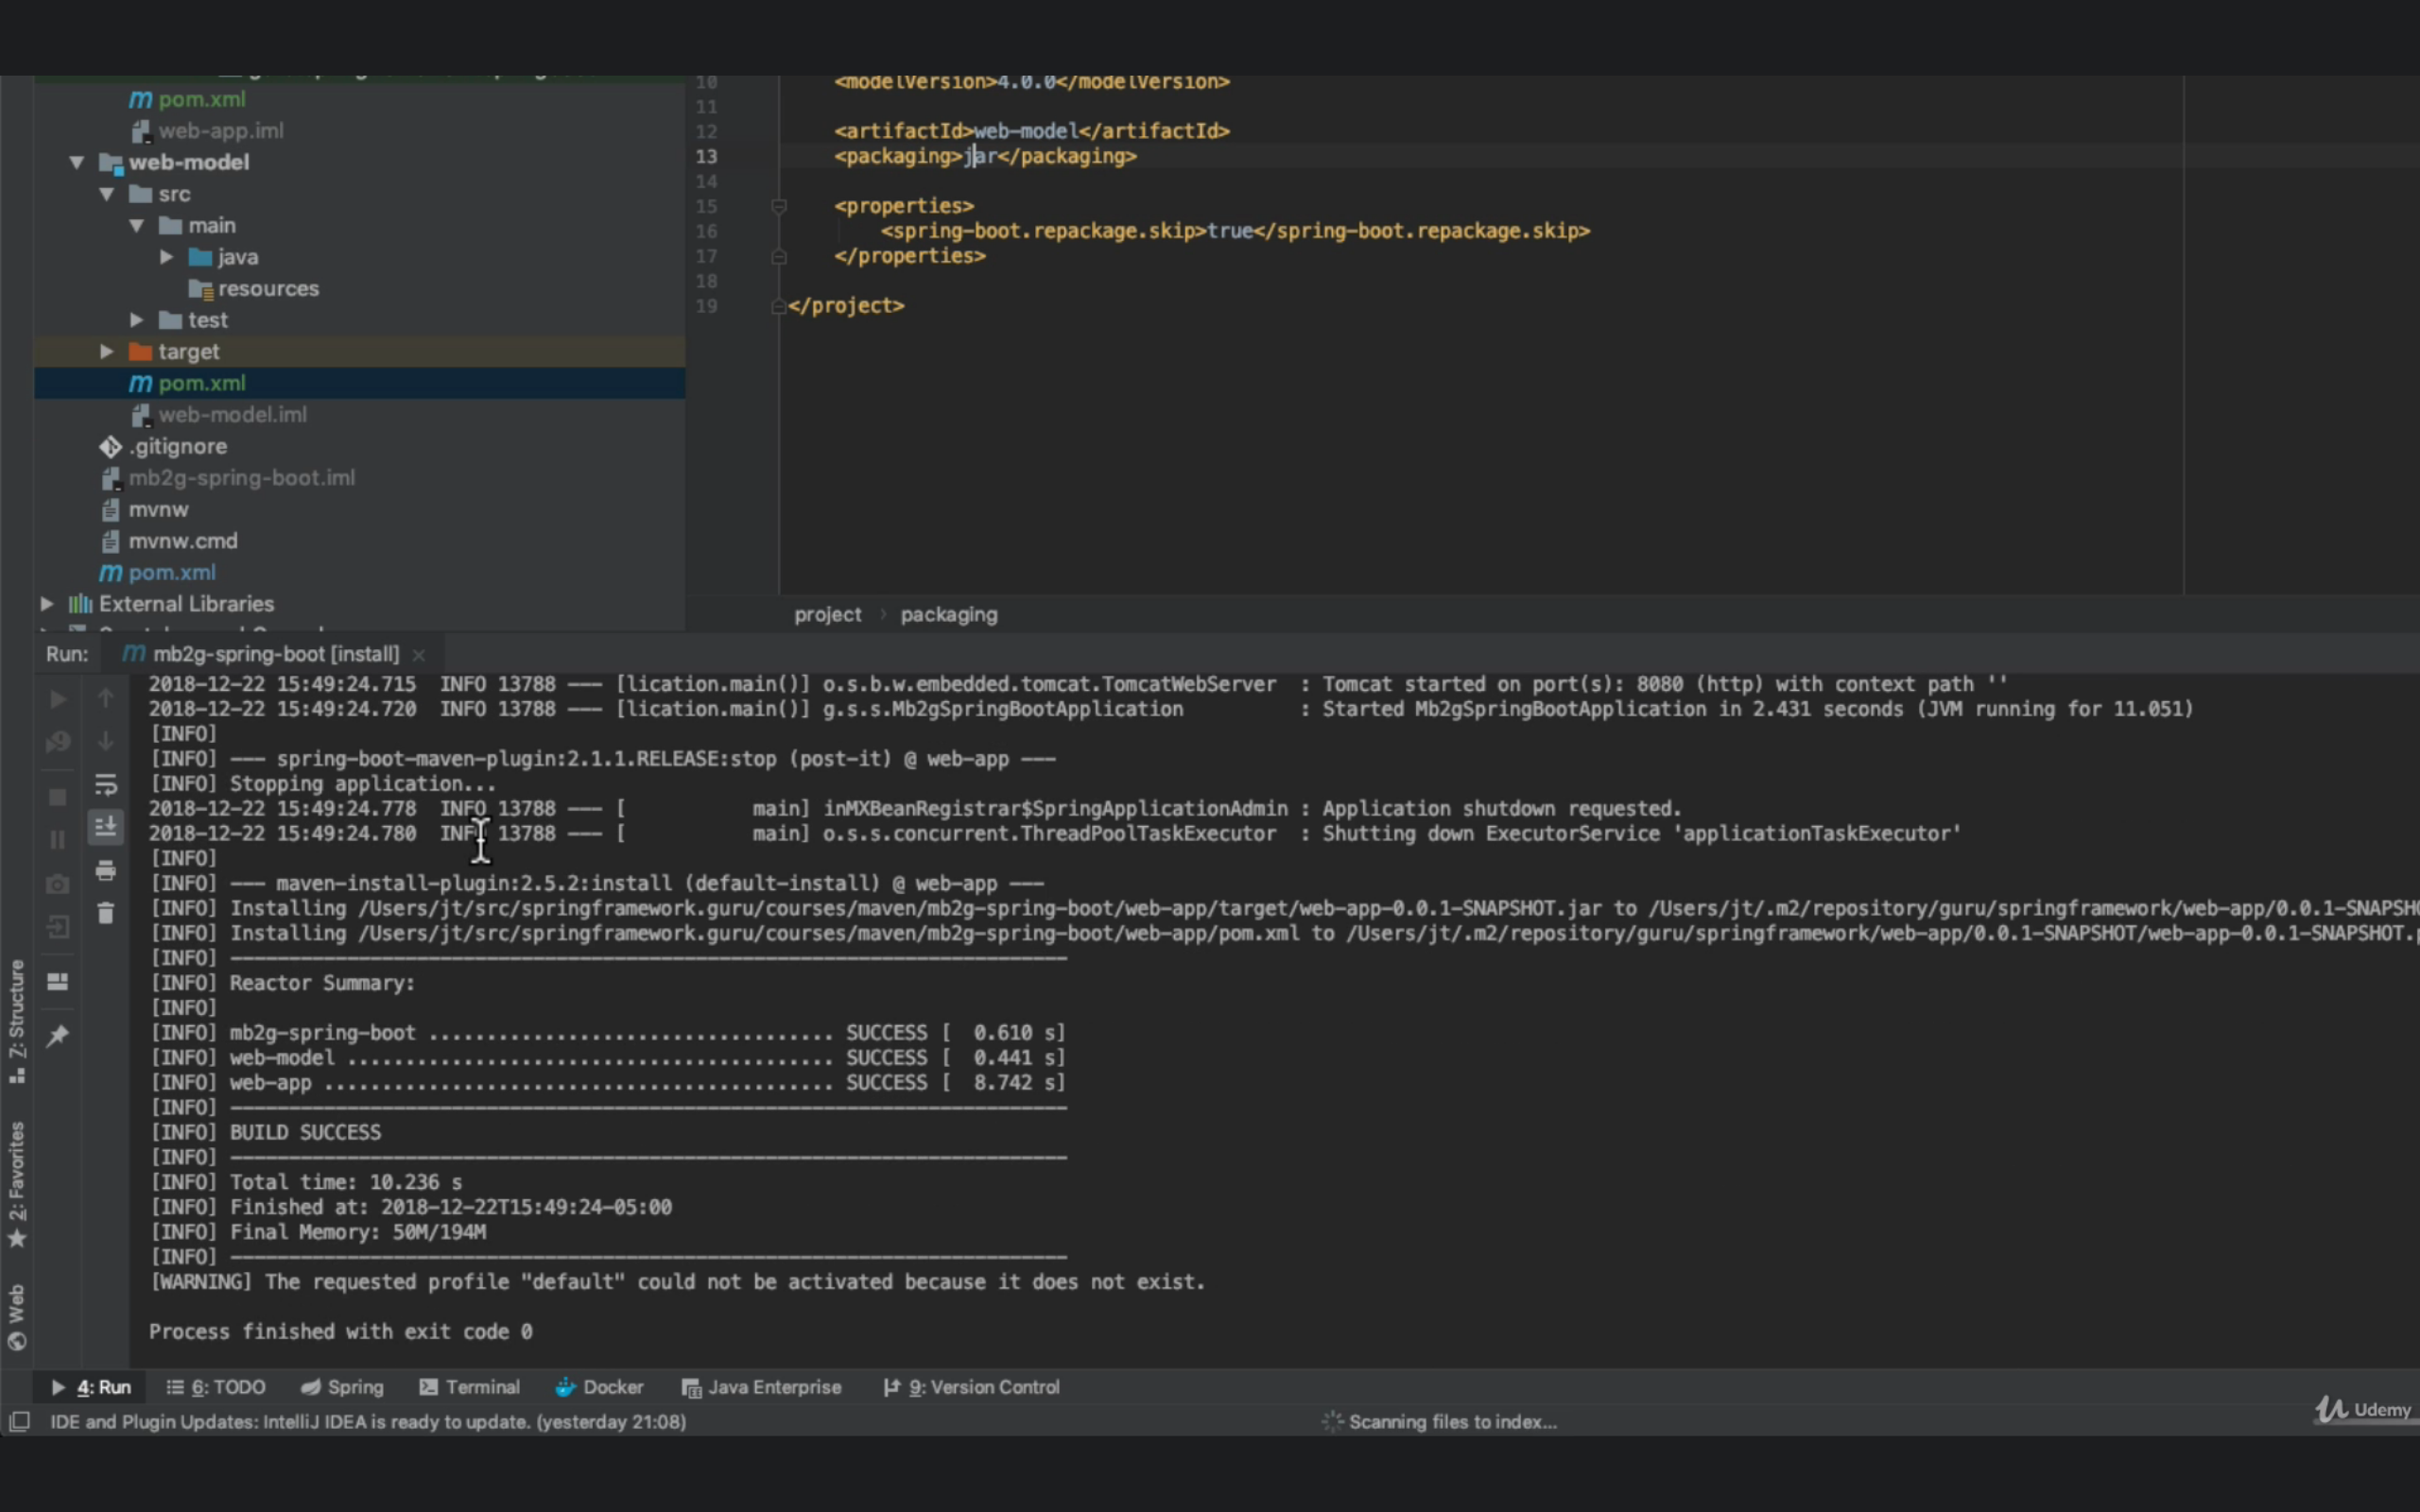 pom.xml
web-app.iml
web-model
src
main
java
resources
test
target
pom.xml
web-model.iml
.gitignore
mb2g-spring-boot.iml
mvnw
mvnw.cmd
pom.xml
External Libraries
10 <modelVersion>4.0.0</modelVersion>
11
12 <artifactId>web-model</artifactId>
13 <packaging>jar</packaging>
14
15 <properties>
16 <spring-boot.repackage.skip>true</spring-boot.repackage.skip>
17 </properties>
18
19 </project>
project packaging
Run: mb2g-spring-boot [install]
2018-12-22 15:49:24.715 INFO 13788 --- [lication.main()] o.s.b.w.embedded.tomcat.TomcatWebServer : Tomcat started on port(s): 8080 (http) with context path ''
2018-12-22 15:49:24.720 INFO 13788 --- [lication.main()] g.s.s.Mb2gSpringBootApplication : Started Mb2gSpringBootApplication in 2.431 seconds (JVM running for 11.051)
[INFO]
[INFO] --- spring-boot-maven-plugin:2.1.1.RELEASE:stop (post-it) @ web-app ---
[INFO] Stopping application...
2018-12-22 15:49:24.778 INFO 13788 --- [ main] inMXBeanRegistrar$SpringApplicationAdmin : Application shutdown requested.
2018-12-22 15:49:24.780 INFO 13788 --- [ main] o.s.s.concurrent.ThreadPoolTaskExecutor : Shutting down ExecutorService 'applicationTaskExecutor'
[INFO]
[INFO] --- maven-install-plugin:2.5.2:install (default-install) @ web-app ---
[INFO] Installing /Users/jt/src/springframework.guru/courses/maven/mb2g-spring-boot/web-app/target/web-app-0.0.1-SNAPSHOT.jar to /Users/jt/.m2/repository/guru/springframework/web-app/0.0.1-SNAPSHO
[INFO] Installing /Users/jt/src/springframework.guru/courses/maven/mb2g-spring-boot/web-app/pom.xml to /Users/jt/.m2/repository/guru/springframework/web-app/0.0.1-SNAPSHOT/web-app-0.0.1-SNAPSHOT.p
[INFO] ------------------------------------------------------------------------
[INFO] Reactor Summary:
[INFO]
[INFO] mb2g-spring-boot ................................... SUCCESS [ 0.610 s]
[INFO] web-model .......................................... SUCCESS [ 0.441 s]
[INFO] web-app ............................................ SUCCESS [ 8.742 s]
[INFO] ------------------------------------------------------------------------
[INFO] BUILD SUCCESS
[INFO] ------------------------------------------------------------------------
[INFO] Total time: 10.236 s
[INFO] Finished at: 2018-12-22T15:49:24-05:00
[INFO] Final Memory: 50M/194M
[INFO] ------------------------------------------------------------------------
[WARNING] The requested profile "default" could not be activated because it does not exist.
Process finished with exit code 0
Z: Structure
2: Favorites
Web
4: Run 6: TODO Spring Terminal Docker Java Enterprise 9: Version Control
IDE and Plugin Updates: IntelliJ IDEA is ready to update. (yesterday 21:08) Scanning files to index...
Udemy